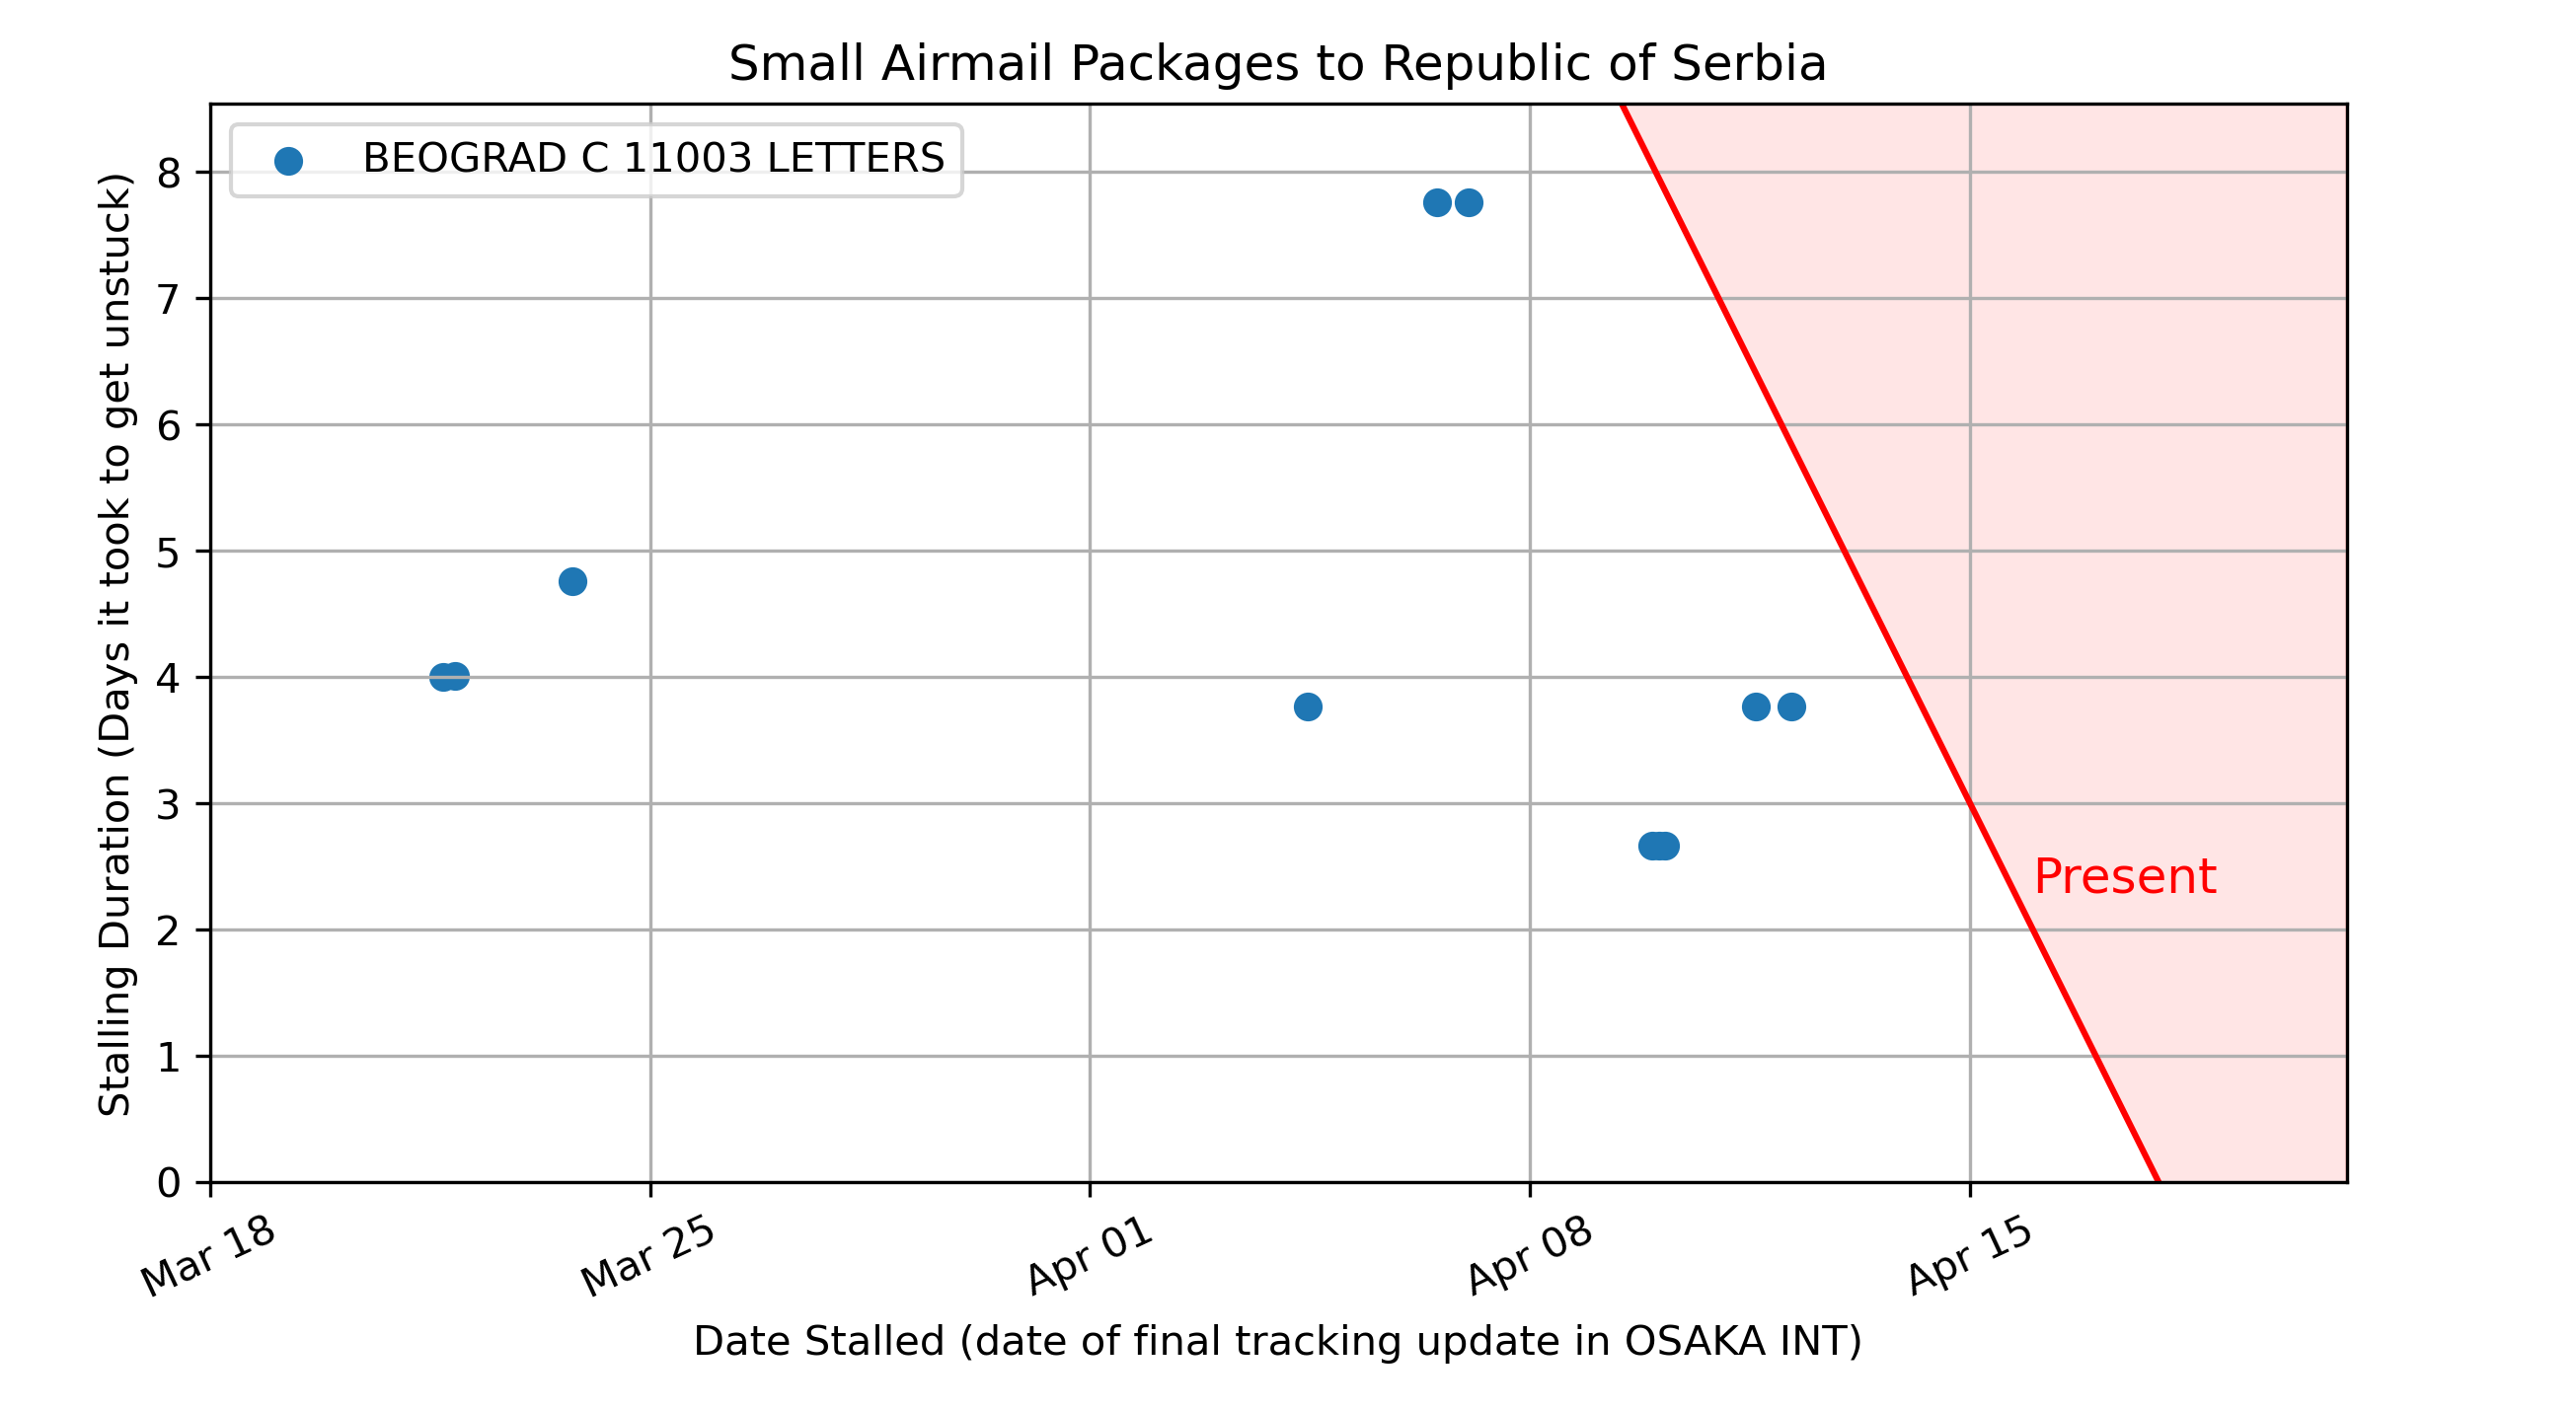 Small Airmail Packages to Republic of Serbia
BEOGRAD C 11003 LETTERS
Stalling Duration (Days it took to get unstuck)
8
7
6
5
4
3
2
1
0
Present
Mar 18
Mar 25
Apr 01
Apr 08
Apr 15
Date Stalled (date of final tracking update in OSAKA INT)